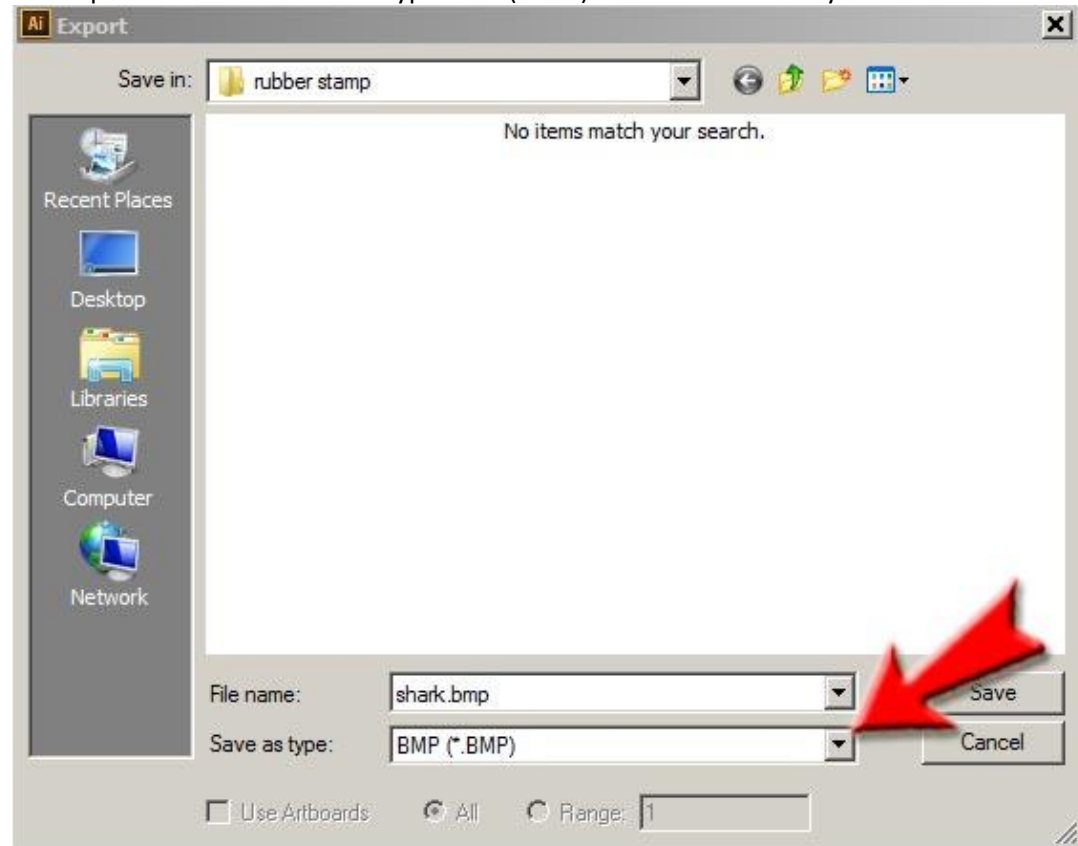 Ai Export
Save in: rubber stamp
No items match your search.
Recent Places
Desktop
Libraries
Computer
Network
File name: shark.bmp Save
Save as type: BMP (*.BMP) Cancel
Use Artboards All Range: 1